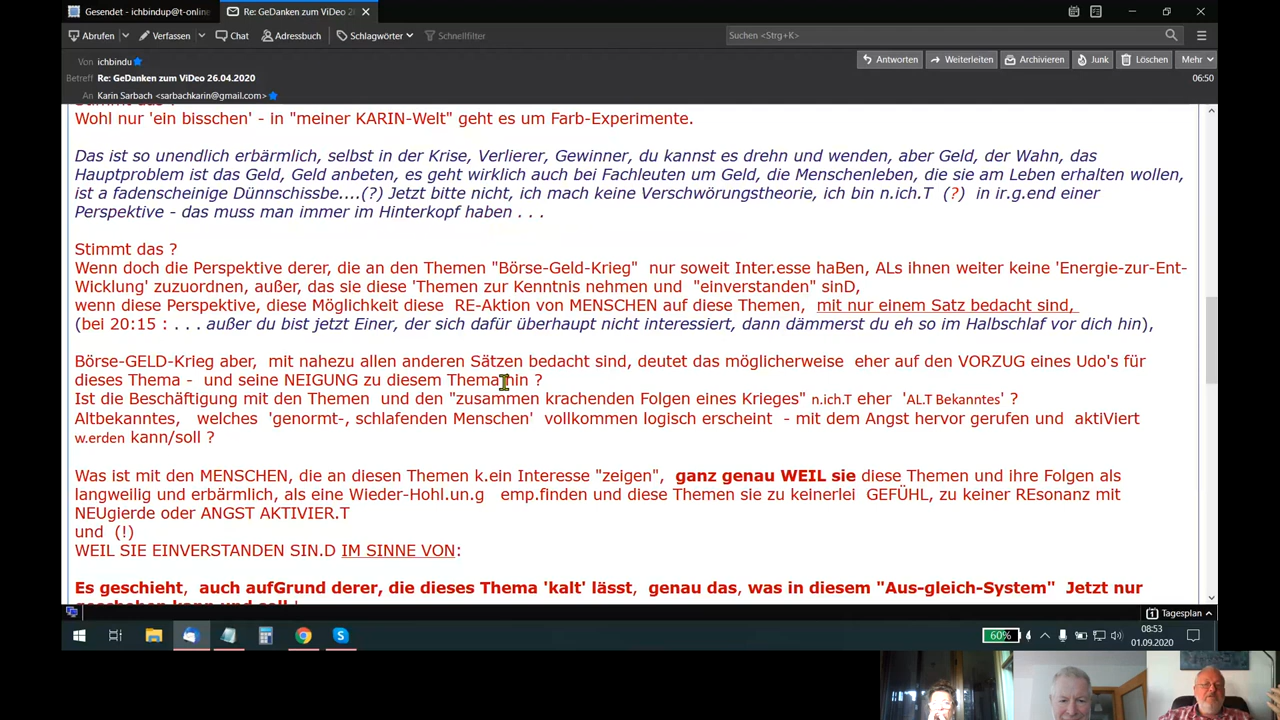 Gesendet - ichbindup@t-online
Re: GeDanken zum ViDeo 26
Abrufen
Verfassen
Chat
Adressbuch
Schlagwörter
Schnellfilter
Suchen <Strg+K>
Von ichbindu
Antworten
Weiterleiten
Archivieren
Junk
Löschen
Mehr
Betreff Re: GeDanken zum ViDeo 26.04.2020
06:50
An Karin Sarbach <sarbachkarin@gmail.com>
Wohl nur 'ein bisschen' - in "meiner KARIN-Welt" geht es um Farb-Experimente.
Das ist so unendlich erbärmlich, selbst in der Krise, Verlierer, Gewinner, du kannst es drehn und wenden, aber Geld, der Wahn, das
Hauptproblem ist das Geld, Geld anbeten, es geht wirklich auch bei Fachleuten um Geld, die Menschenleben, die sie am Leben erhalten wollen,
ist a fadenscheinige Dünnschissbe....(?) Jetzt bitte nicht, ich mach keine Verschwörungstheorie, ich bin n.ich.T (?) in ir.g.end einer
Perspektive - das muss man immer im Hinterkopf haben . . .
Stimmt das ?
Wenn doch die Perspektive derer, die an den Themen "Börse-Geld-Krieg" nur soweit Inter.esse haBen, ALs ihnen weiter keine 'Energie-zur-Ent-
Wicklung' zuzuordnen, außer, das sie diese 'Themen zur Kenntnis nehmen und "einverstanden" sinD,
wenn diese Perspektive, diese Möglichkeit diese RE-Aktion von MENSCHEN auf diese Themen, mit nur einem Satz bedacht sind,
(bei 20:15 : . . . außer du bist jetzt Einer, der sich dafür überhaupt nicht interessiert, dann dämmerst du eh so im Halbschlaf vor dich hin),
Börse-GELD-Krieg aber, mit nahezu allen anderen Sätzen bedacht sind, deutet das möglicherweise eher auf den VORZUG eines Udo's für
dieses Thema - und seine NEIGUNG zu diesem Thema hin ?
Ist die Beschäftigung mit den Themen und den "zusammen krachenden Folgen eines Krieges" n.ich.T eher 'AL.T Bekanntes' ?
Altbekanntes, welches 'genormt-, schlafenden Menschen' vollkommen logisch erscheint - mit dem Angst hervor gerufen und aktiViert
w.erden kann/soll ?
Was ist mit den MENSCHEN, die an diesen Themen k.ein Interesse "zeigen", ganz genau WEIL sie diese Themen und ihre Folgen als
langweilig und erbärmlich, als eine Wieder-Hohl.un.g emp.finden und diese Themen sie zu keinerlei GEFÜHL, zu keiner REsonanz mit
NEUgierde oder ANGST AKTIVIER.T
und (!)
WEIL SIE EINVERSTANDEN SIN.D IM SINNE VON:
Es geschieht, auch aufGrund derer, die dieses Thema 'kalt' lässt, genau das, was in diesem "Aus-gleich-System" Jetzt nur
Tagesplan
60%
08:53
01.09.2020